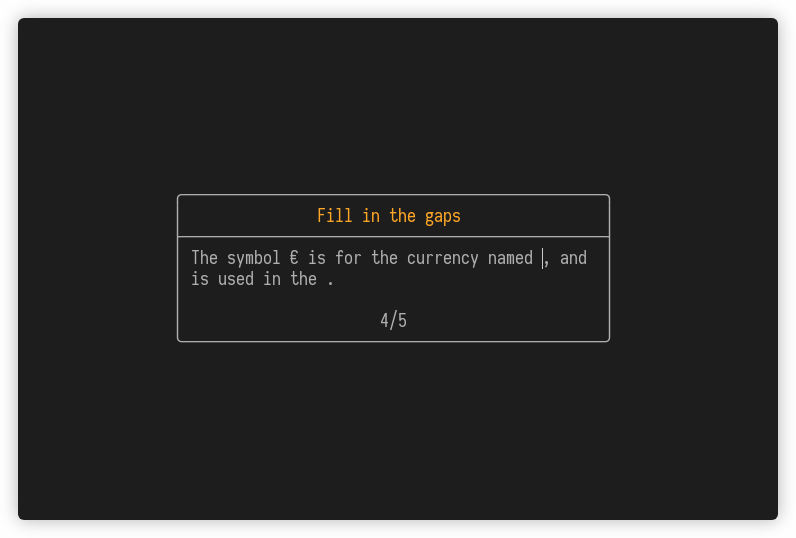 Fill in the gaps
The symbol € is for the currency named , and
is used in the .
4/5